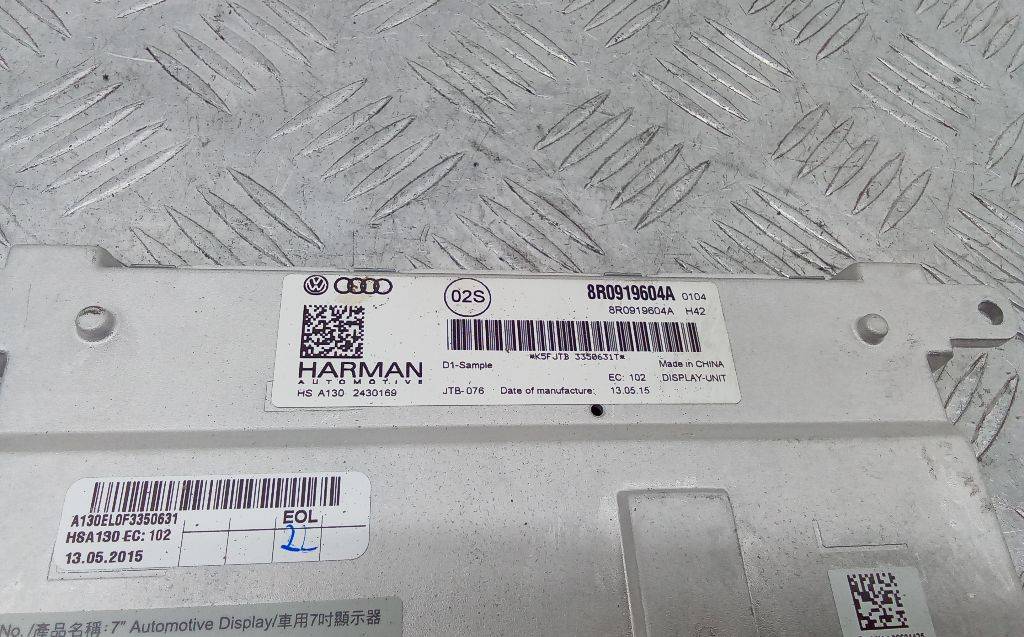 02S
8R0919604A 0104
8R0919604A H42
*K5FJTB 3350631T*
HARMAN
AUTOMOTIVE
D1-Sample
Made in CHINA
EC: 102 DISPLAY-UNIT
HS A130 2430169
JTB-076 Date of manufacture: 13.05.15
A130EL0F3350631
EOL
HSA130 EC: 102
2L
13.05.2015
No. /產品名稱: 7" Automotive Display/車用7吋顯示器